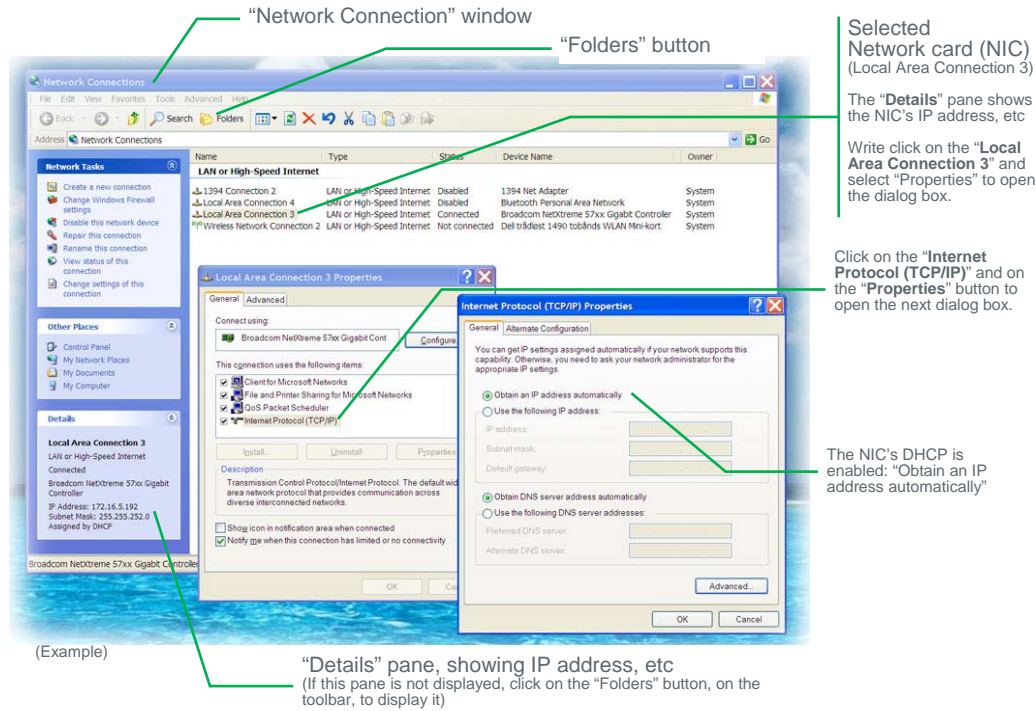 “Network Connection” window
“Folders” button
Selected
Network card (NIC)
(Local Area Connection 3)
The “Details” pane shows
the NIC’s IP address, etc
Write click on the “Local
Area Connection 3” and
select “Properties” to open
the dialog box.
Click on the “Internet
Protocol (TCP/IP)” and on
the “Properties” button to
open the next dialog box.
The NIC’s DHCP is
enabled: “Obtain an IP
address automatically”
Network Connections
File Edit View Favorites Tools Advanced Help
Back Search Folders
Address Network Connections Go
Network Tasks
Create a new connection
Change Windows Firewall
settings
Disable this network device
Repair this connection
Rename this connection
View status of this
connection
Change settings of this
connection
Other Places
Control Panel
My Network Places
My Documents
My Computer
Details
Local Area Connection 3
LAN or High-Speed Internet
Connected
Broadcom NetXtreme 57xx Gigabit
Controller
IP Address: 172.16.5.192
Subnet Mask: 255.255.252.0
Assigned by DHCP
Broadcom NetXtreme 57xx Gigabit Controller
Name Type Status Device Name Owner
LAN or High-Speed Internet
1394 Connection 2 LAN or High-Speed Internet Disabled 1394 Net Adapter System
Local Area Connection 4 LAN or High-Speed Internet Disabled Bluetooth Personal Area Network System
Local Area Connection 3 LAN or High-Speed Internet Connected Broadcom NetXtreme 57xx Gigabit Controller System
Wireless Network Connection 2 LAN or High-Speed Internet Not connected Dell trådløst 1490 tobånds WLAN Mini-kort System
Local Area Connection 3 Properties
General Advanced
Connect using:
Broadcom NetXtreme 57xx Gigabit Cont Configure.
This connection uses the following items:
Client for Microsoft Networks
File and Printer Sharing for Microsoft Networks
QoS Packet Scheduler
Internet Protocol (TCP/IP)
Install... Uninstall Properties
Description
Transmission Control Protocol/Internet Protocol. The default wid
area network protocol that provides communication across
diverse interconnected networks.
Show icon in notification area when connected
Notify me when this connection has limited or no connectivity
OK Ca
Internet Protocol (TCP/IP) Properties
General Alternate Configuration
You can get IP settings assigned automatically if your network supports this
capability. Otherwise, you need to ask your network administrator for the
appropriate IP settings.
Obtain an IP address automatically
Use the following IP address:
IP address:
Subnet mask:
Default gateway:
Obtain DNS server address automatically
Use the following DNS server addresses:
Preferred DNS server:
Alternate DNS server:
Advanced...
OK Cancel
(Example)
“Details” pane, showing IP address, etc
(If this pane is not displayed, click on the “Folders” button, on the
toolbar, to display it)